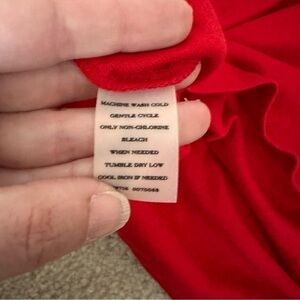 MACHINE WASH COLD
GENTLE CYCLE
ONLY NON-CHLORINE
BLEACH
WHEN NEEDED
TUMBLE DRY LOW
COOL IRON IF NEEDED